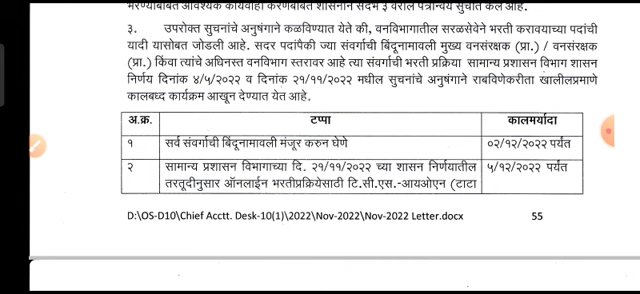 भरण्याबाबत आवश्यक कार्यवाही करणेबाबत शासनाने संदर्भ ३ वरील पत्रान्वये सुचीत केले आहे.
३. उपरोक्त सुचनांचे अनुषंगाने कळविण्यात येते की, वनविभागातील सरळसेवेने भरती करावयाच्या पदांची
यादी यासोबत जोडली आहे. सदर पदांपैकी ज्या संवर्गाची बिंदूनामावली मुख्य वनसंरक्षक (प्रा.) / वनसंरक्षक
(प्रा.) किंवा त्यांचे अधिनस्त वनविभाग स्तरावर आहे त्या संवर्गाची भरती प्रक्रिया सामान्य प्रशासन विभाग शासन
निर्णय दिनांक ४/५/२०२२ व दिनांक २१/११/२०२२ मधील सुचनांचे अनुषंगाने राबविणेकरीता खालीलप्रमाणे
कालबध्द कार्यक्रम आखून देण्यात येत आहे.
अ.क्र. टप्पा कालमर्यादा
१ सर्व संवर्गाची बिंदूनामावली मंजूर करुन घेणे ०२/१२/२०२२ पर्यंत
२ सामान्य प्रशासन विभागाच्या दि. २१/११/२०२२ च्या शासन निर्णयातील ५/१२/२०२२ पर्यंत
तरतूदीनुसार ऑनलाईन भरतीप्रक्रियेसाठी टि.सी.एस.-आयओएन (टाटा
D:\OS-D10\Chief Acctt. Desk-10(1)\2022\Nov-2022\Nov-2022 Letter.docx 55